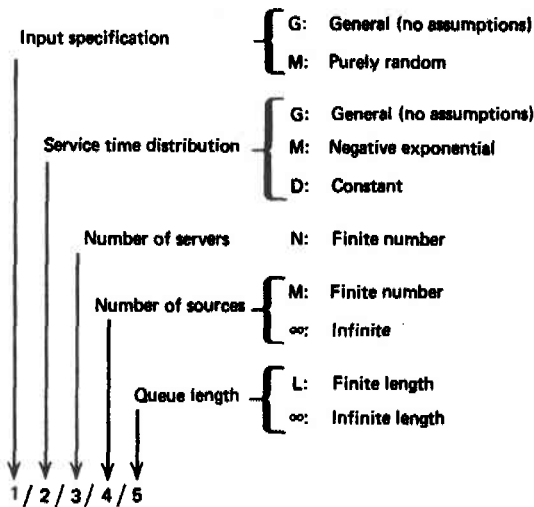 G: General (no assumptions)
Input specification
M: Purely random
G: General (no assumptions)
Service time distribution
M: Negative exponential
D: Constant
Number of servers N: Finite number
M: Finite number
Number of sources
∞: Infinite
L: Finite length
Queue length
∞: Infinite length
1 / 2 / 3 / 4 / 5